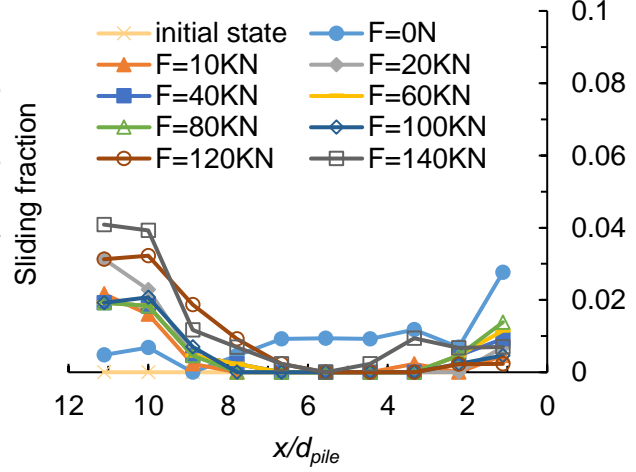 0.1
initial state F=0N
F=10KN F=20KN
0.08
F=40KN F=60KN
F=80KN F=100KN
0.06
F=120KN F=140KN
Sliding fraction
0.04
0.02
0
12 10 8 6 4 2 0
x/dpile